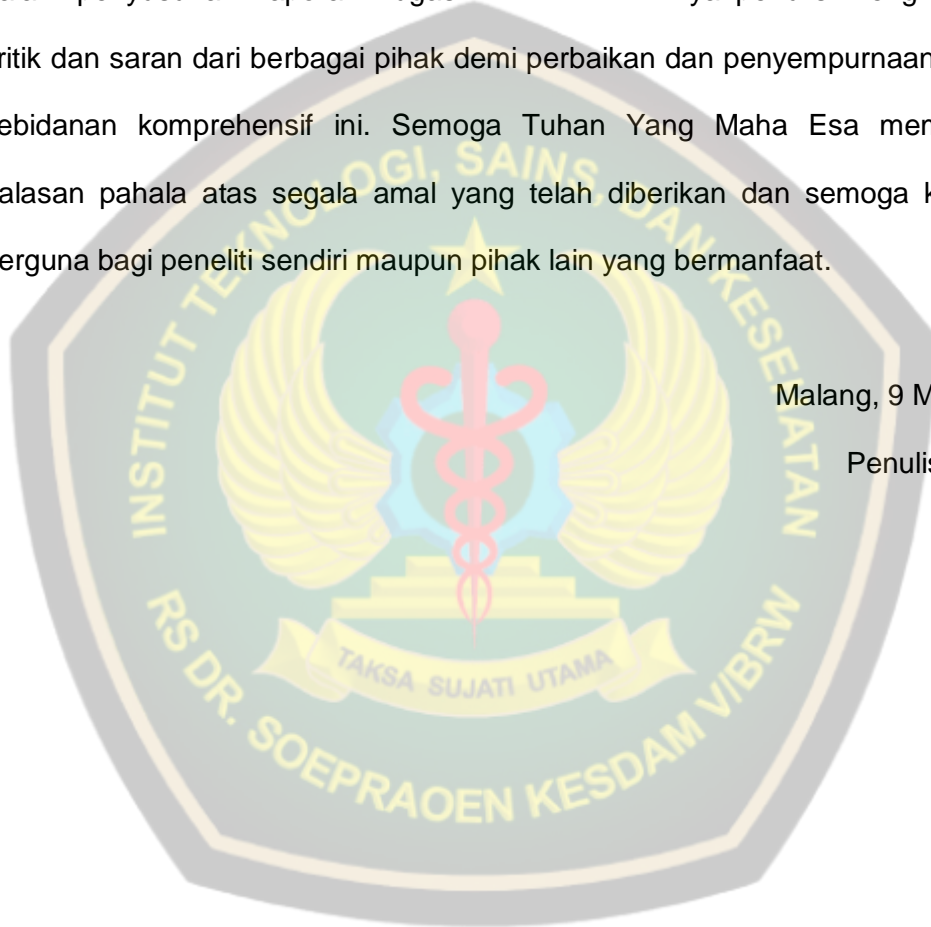 kritik dan saran dari berbagai pihak demi perbaikan dan penyempurnaan
kebidanan komprehensif ini. Semoga Tuhan Yang Maha Esa
balasan pahala atas segala amal yang telah diberikan dan semoga
berguna bagi peneliti sendiri maupun pihak lain yang bermanfaat.
Malang, 9
Penulis
INSTITUT TEKNOLOGI, SAINS, DAN KESEHATAN
TAKSA SUJATI UTAMA
RS DR. SOEPRAOEN KESDAM V/BRW